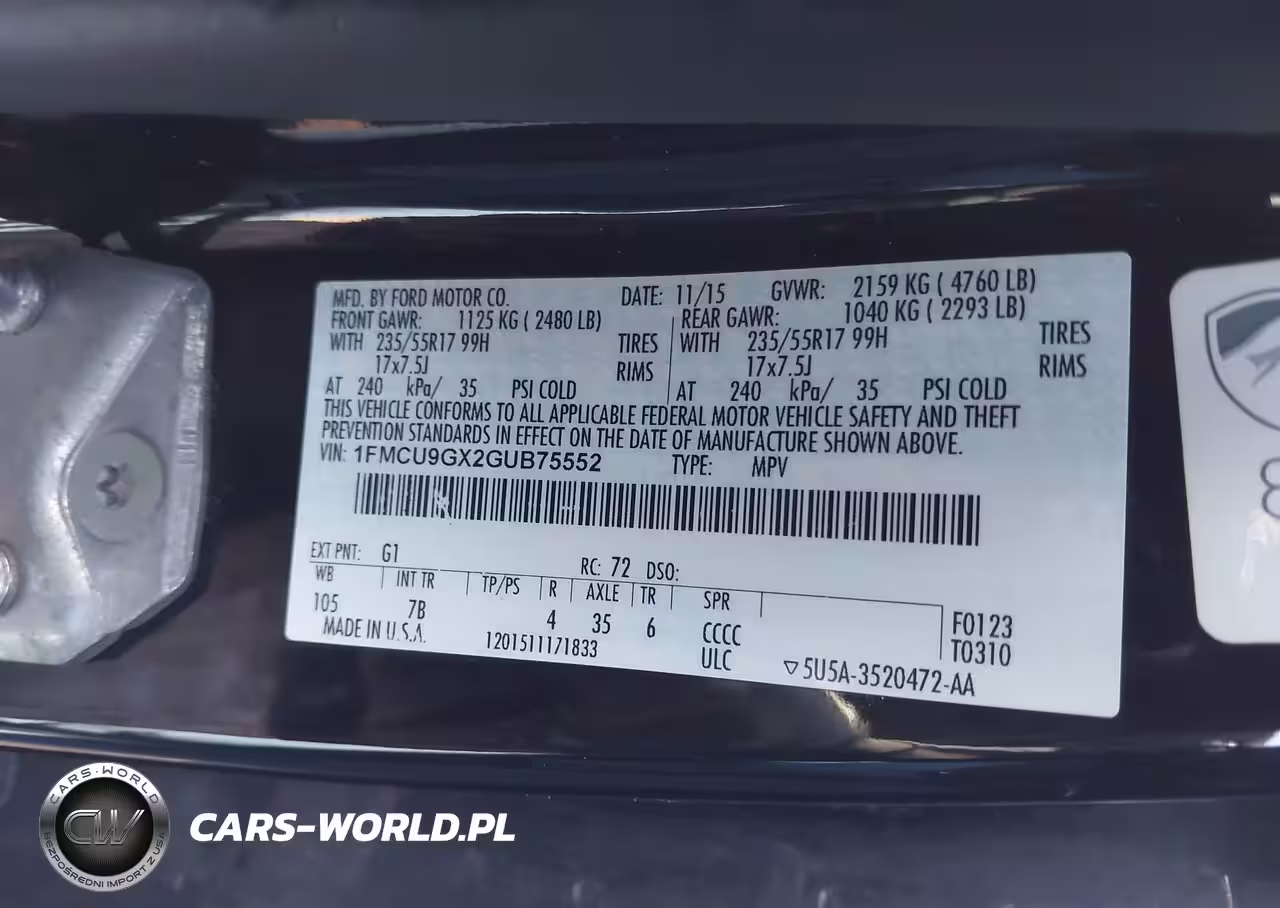 MFD. BY FORD MOTOR CO. DATE: 11/15 GVWR: 2159 KG ( 4760 LB)
FRONT GAWR: 1125 KG ( 2480 LB) REAR GAWR: 1040 KG ( 2293 LB)
WITH 235/55R17 99H TIRES WITH 235/55R17 99H TIRES
17x7.5J RIMS 17x7.5J RIMS
AT 240 kPa/ 35 PSI COLD AT 240 kPa/ 35 PSI COLD
THIS VEHICLE CONFORMS TO ALL APPLICABLE FEDERAL MOTOR VEHICLE SAFETY AND THEFT
PREVENTION STANDARDS IN EFFECT ON THE DATE OF MANUFACTURE SHOWN ABOVE.
VIN: 1FMCU9GX2GUB75552 TYPE: MPV
EXT PNT: G1 RC: 72 DSO:
WB INT TR TP/PS R AXLE TR SPR
105 7B 4 35 6 CCCC F0123
MADE IN U.S.A. 1201511171833 ULC T0310
▽5U5A-3520472-AA
CARS-WORLD
CW
BEZPOŚREDNI IMPORT Z USA
CARS-WORLD.PL